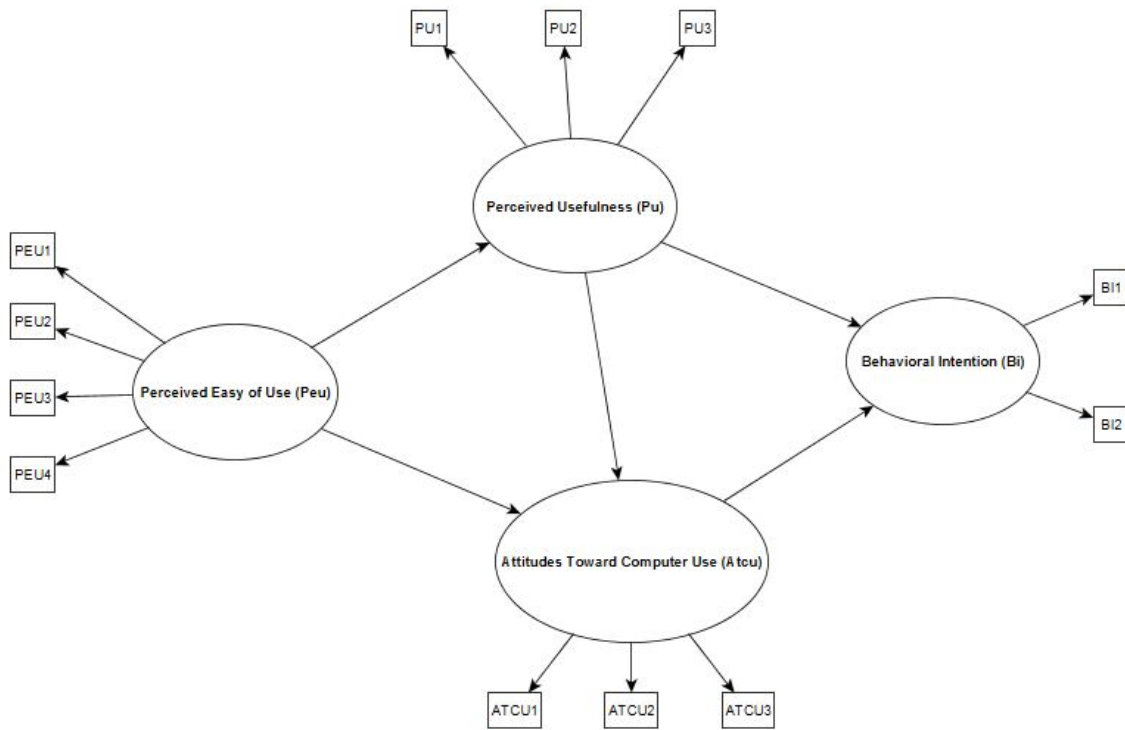 PU1
PU2
PU3
Perceived Usefulness (Pu)
PEU1
PEU2
PEU3
PEU4
Perceived Easy of Use (Peu)
BI1
BI2
Behavioral Intention (Bi)
Attitudes Toward Computer Use (Atcu)
ATCU1
ATCU2
ATCU3